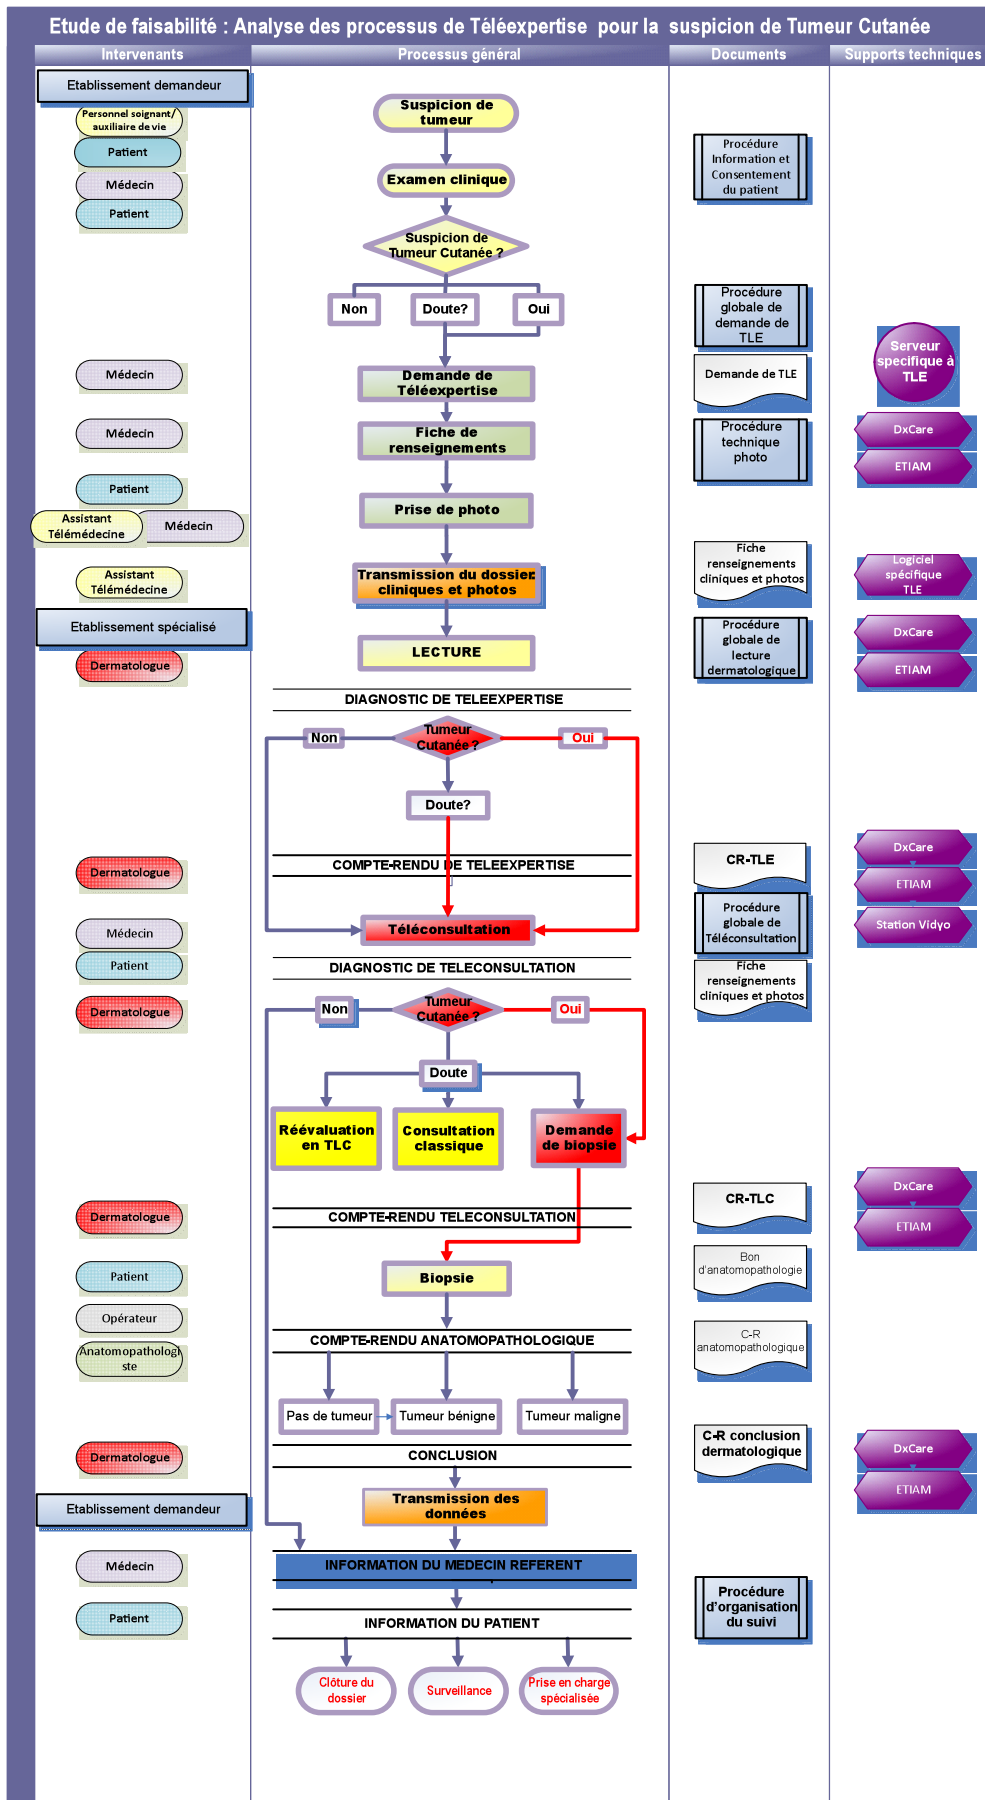 Etude de faisabilité : Analyse des processus de Téléexpertise pour la suspicion de Tumeur Cutanée
Intervenants
Processus général
Documents
Supports techniques
Etablissement demandeur
Personnel soignant/
auxiliaire de vie
Patient
Médecin
Patient
Suspicion de
tumeur
Examen clinique
Suspicion de
Tumeur Cutanée ?
Non
Doute?
Oui
Procédure
Information et
Consentement
du patient
Procédure
globale de
demande de
TLE
Serveur
specifique à
TLE
Médecin
Demande de
Téléexpertise
Demande de TLE
Médecin
Fiche de
renseignements
Procédure
technique
photo
DxCare
ETIAM
Patient
Assistant
Télémédecine
Médecin
Prise de photo
Assistant
Télémédecine
Transmission du dossier:
cliniques et photos
Fiche
renseignements
cliniques et photos
Logiciel
spécifique
TLE
Etablissement spécialisé
Dermatologue
LECTURE
Procédure
globale de
lecture
dermatologique
DxCare
ETIAM
DIAGNOSTIC DE TELEEXPERTISE
Tumeur
Cutanée ?
Non
Oui
Doute?
COMPTE-RENDU DE TELEEXPERTISE
Dermatologue
CR-TLE
DxCare
ETIAM
Médecin
Patient
Téléconsultation
Procédure
globale de
Téléconsultation
Station Vidyo
DIAGNOSTIC DE TELECONSULTATION
Fiche
renseignements
cliniques et photos
Dermatologue
Non
Tumeur
Cutanée ?
Oui
Doute
Réévaluation
en TLC
Consultation
classique
Demande
de biopsie
Dermatologue
COMPTE-RENDU TELECONSULTATION
CR-TLC
DxCare
ETIAM
Patient
Biopsie
Bon
d'anatomopathologie
Opérateur
COMPTE-RENDU ANATOMOPATHOLOGIQUE
C-R
anatomopathologique
Anatomopathologi
ste
Pas de tumeur
Tumeur bénigne
Tumeur maligne
Dermatologue
CONCLUSION
C-R conclusion
dermatologique
DxCare
ETIAM
Etablissement demandeur
Transmission des
données
Médecin
INFORMATION DU MEDECIN REFERENT
Patient
INFORMATION DU PATIENT
Procédure
d'organisation
du suivi
Clôture du
dossier
Surveillance
Prise en charge
spécialisée